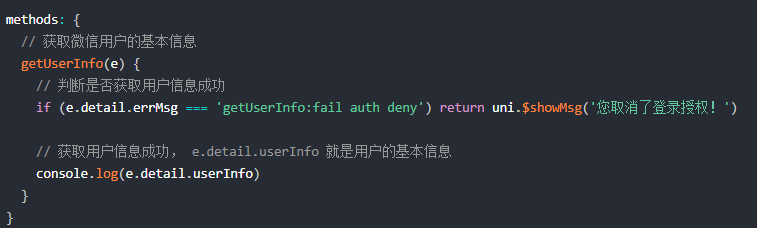 methods: {
// 获取微信用户的基本信息
getUserInfo(e) {
// 判断是否获取用户信息成功
if (e.detail.errMsg === 'getUserInfo:fail auth deny') return uni.$showMsg('您取消了登录授权！')
// 获取用户信息成功， e.detail.userInfo 就是用户的基本信息
console.log(e.detail.userInfo)
}
}